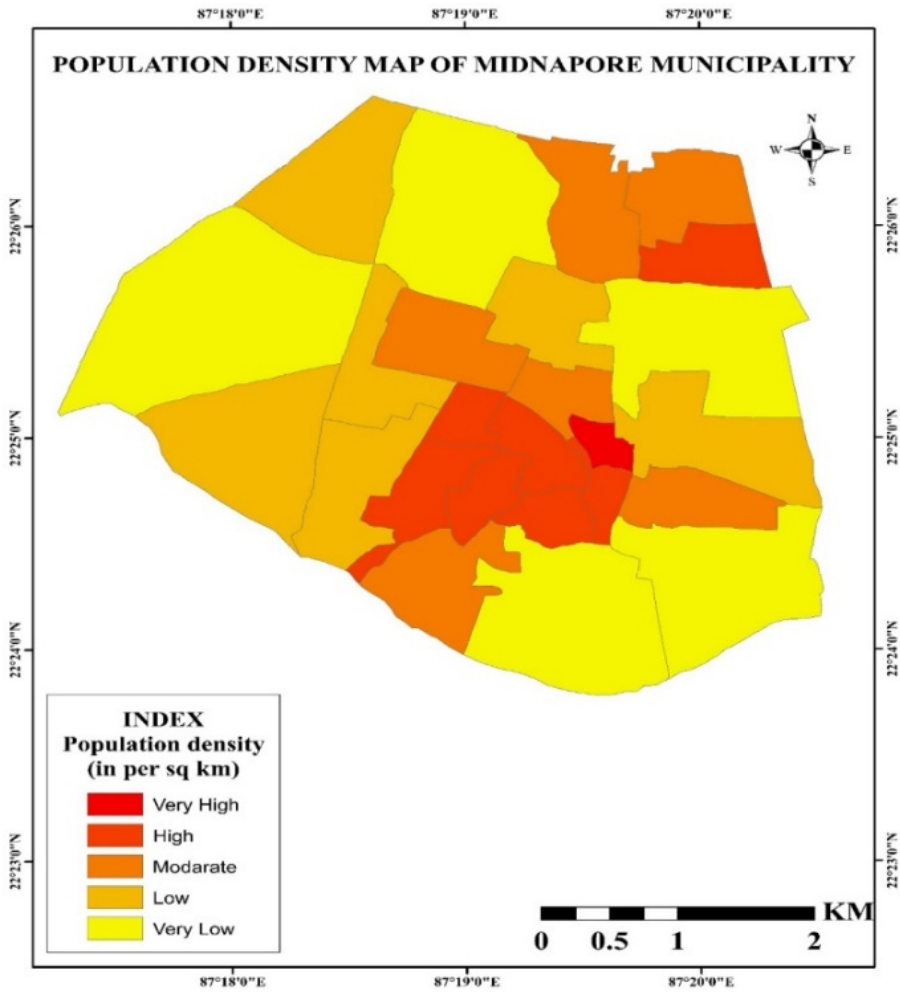 87°18'0"E 87°19'0"E 87°20'0"E
POPULATION DENSITY MAP OF MIDNAPORE MUNICIPALITY
N
W E
S
22°26'0"N 22°26'0"N
22°25'0"N 22°25'0"N
22°24'0"N 22°24'0"N
22°23'0"N 22°23'0"N
INDEX
Population density
(in per sq km)
Very High
High
Modarate
Low
Very Low
KM
0 0.5 1 2
87°18'0"E 87°19'0"E 87°20'0"E